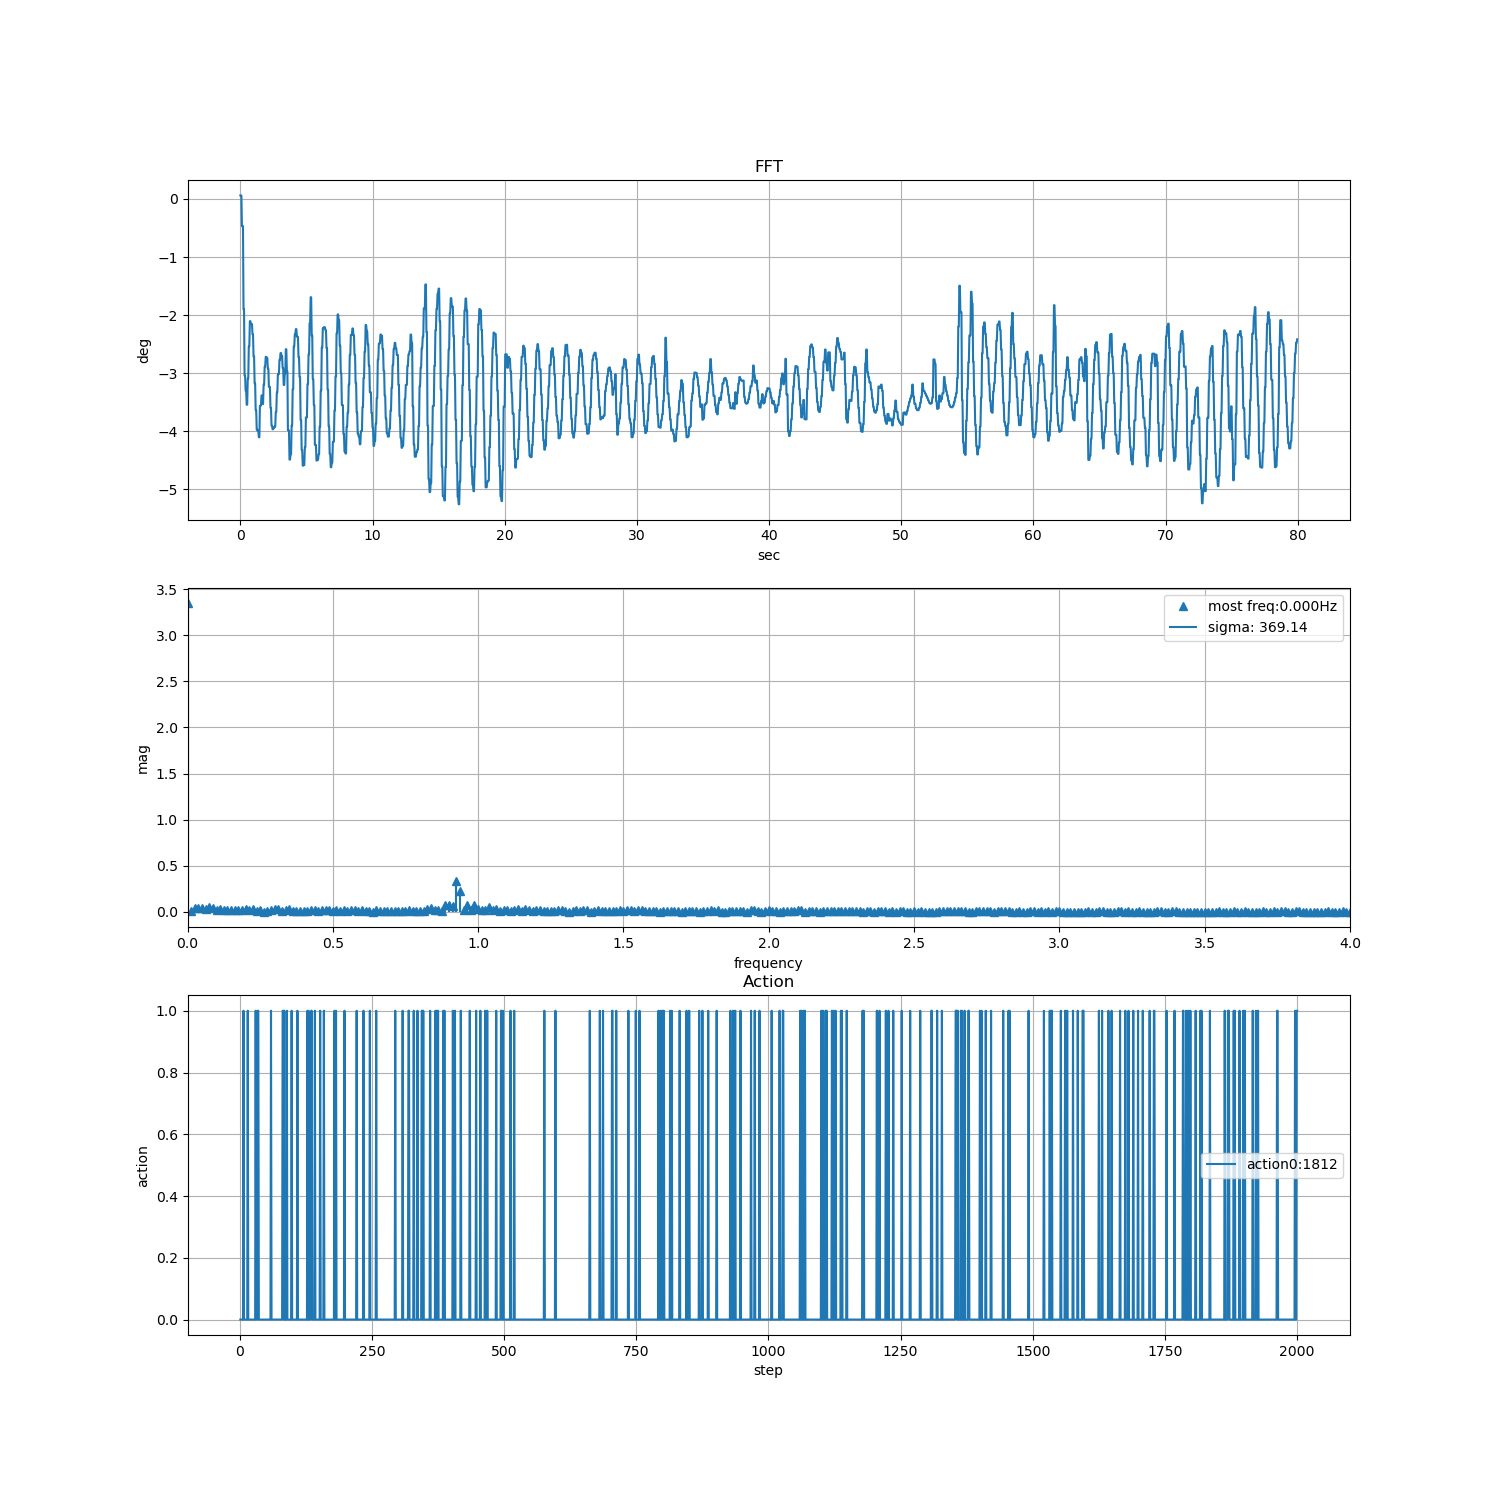 FFT
0
−1
−2
−3
−4
−5
deg
0 10 20 30 40 50 60 70 80
sec
3.5
3.0
2.5
2.0
1.5
1.0
0.5
0.0
mag
most freq:0.000Hz
sigma: 369.14
0.0 0.5 1.0 1.5 2.0 2.5 3.0 3.5 4.0
frequency
Action
1.0
0.8
0.6
0.4
0.2
0.0
action
action0:1812
0 250 500 750 1000 1250 1500 1750 2000
step